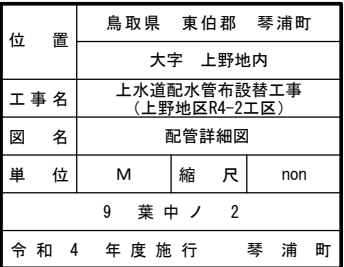 位 置
鳥取県 東伯郡 琴浦町
大字 上野地内
工事名
上水道配水管布設替工事
(上野地区R4-2工区)
図 名
配管詳細図
単 位
M
縮 尺
non
9 葉中ノ 2
令和 4 年度施行 琴浦町